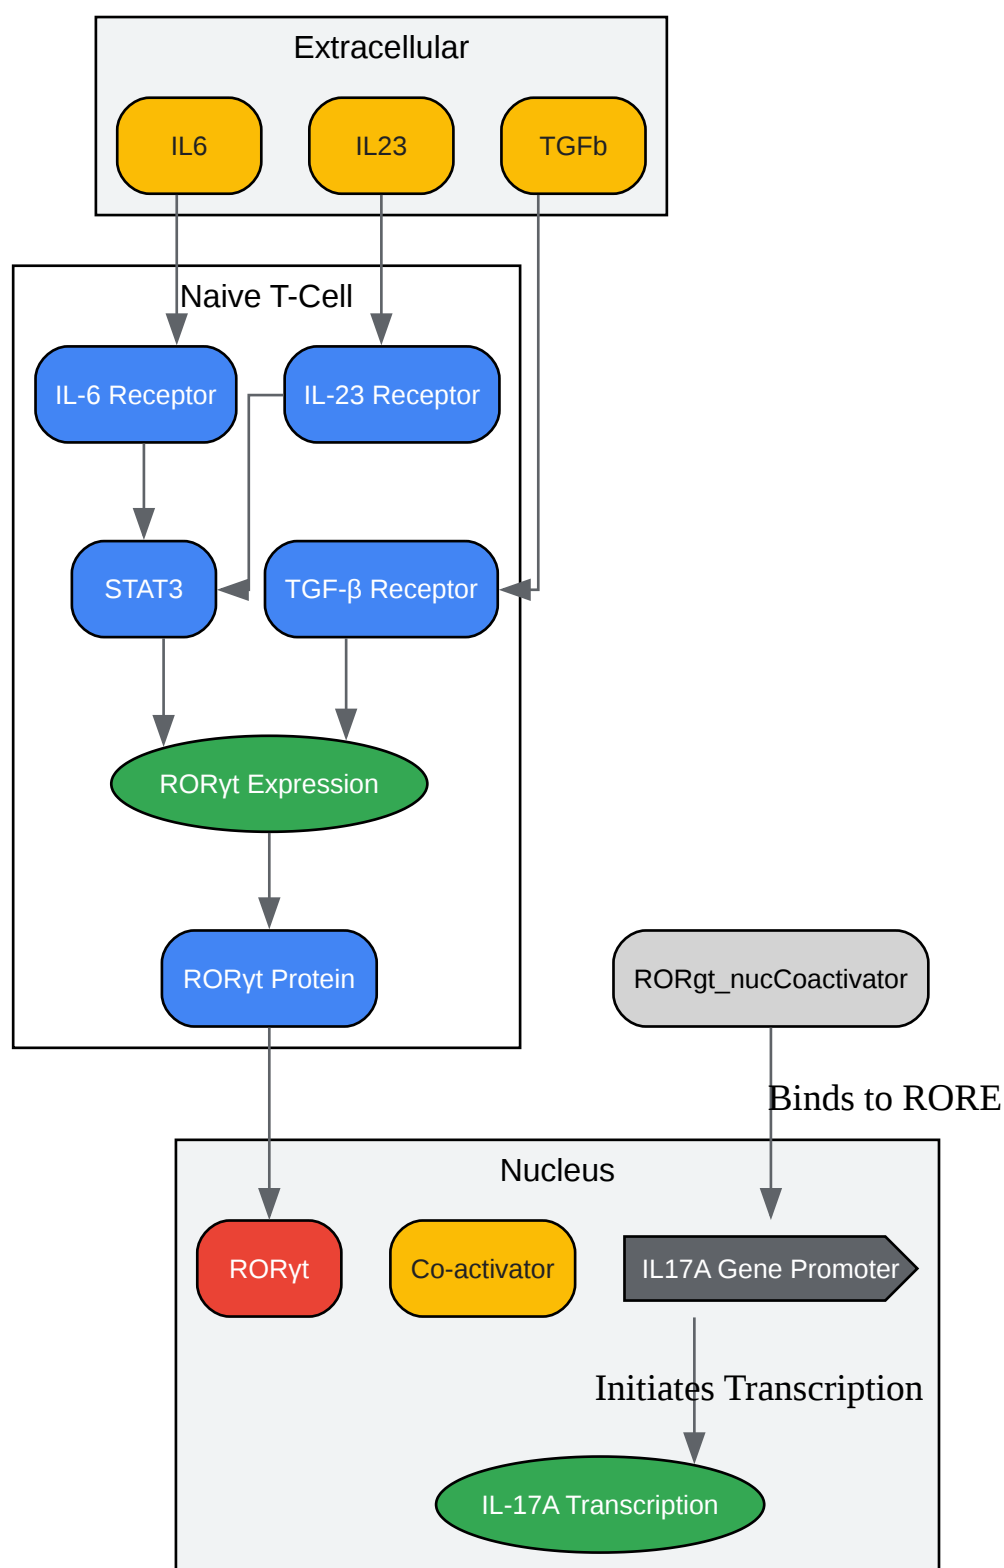 Extracellular
IL6
IL23
TGFb
Naive T-Cell
IL-6 Receptor
IL-23 Receptor
STAT3
TGF-β Receptor
RORγt Expression
RORγt Protein
RORgt_nucCoactivator
Binds to RORE
Nucleus
RORγt
Co-activator
IL17A Gene Promoter
Initiates Transcription
IL-17A Transcription